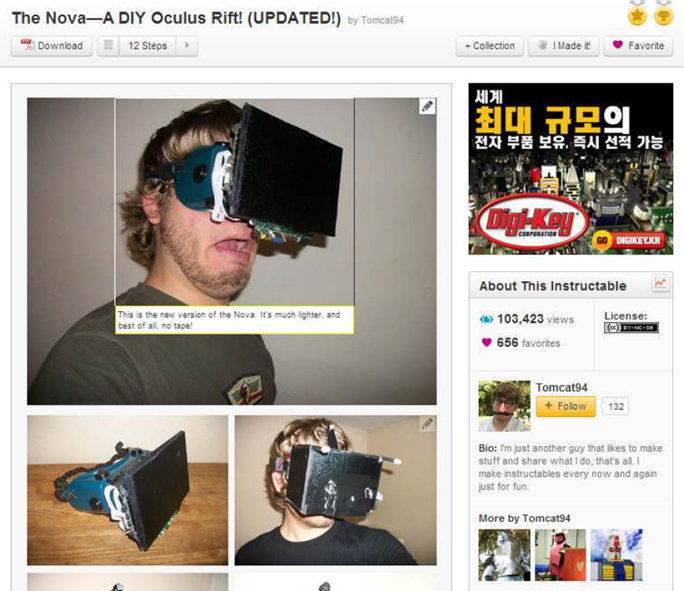 The Nova—A DIY Oculus Rift! (UPDATED!) by Tomcat94
Download
12 Steps
+ Collection
I Made it!
Favorite
This is the new version of the Nova. It's much lighter, and
best of all, no tape!
세계
최대 규모의
전자 부품 보유, 즉시 선적 가능
Digi-Key
CORPORATION
GO DIGIKEY.KR
About This Instructable
103,423 views
656 favorites
License:
(cc) BY-NC-SA
Tomcat94
+ Follow
132
Bio: I'm just another guy that likes to make
stuff and share what I do, that's all. I
make instructables every now and again
just for fun.
More by Tomcat94